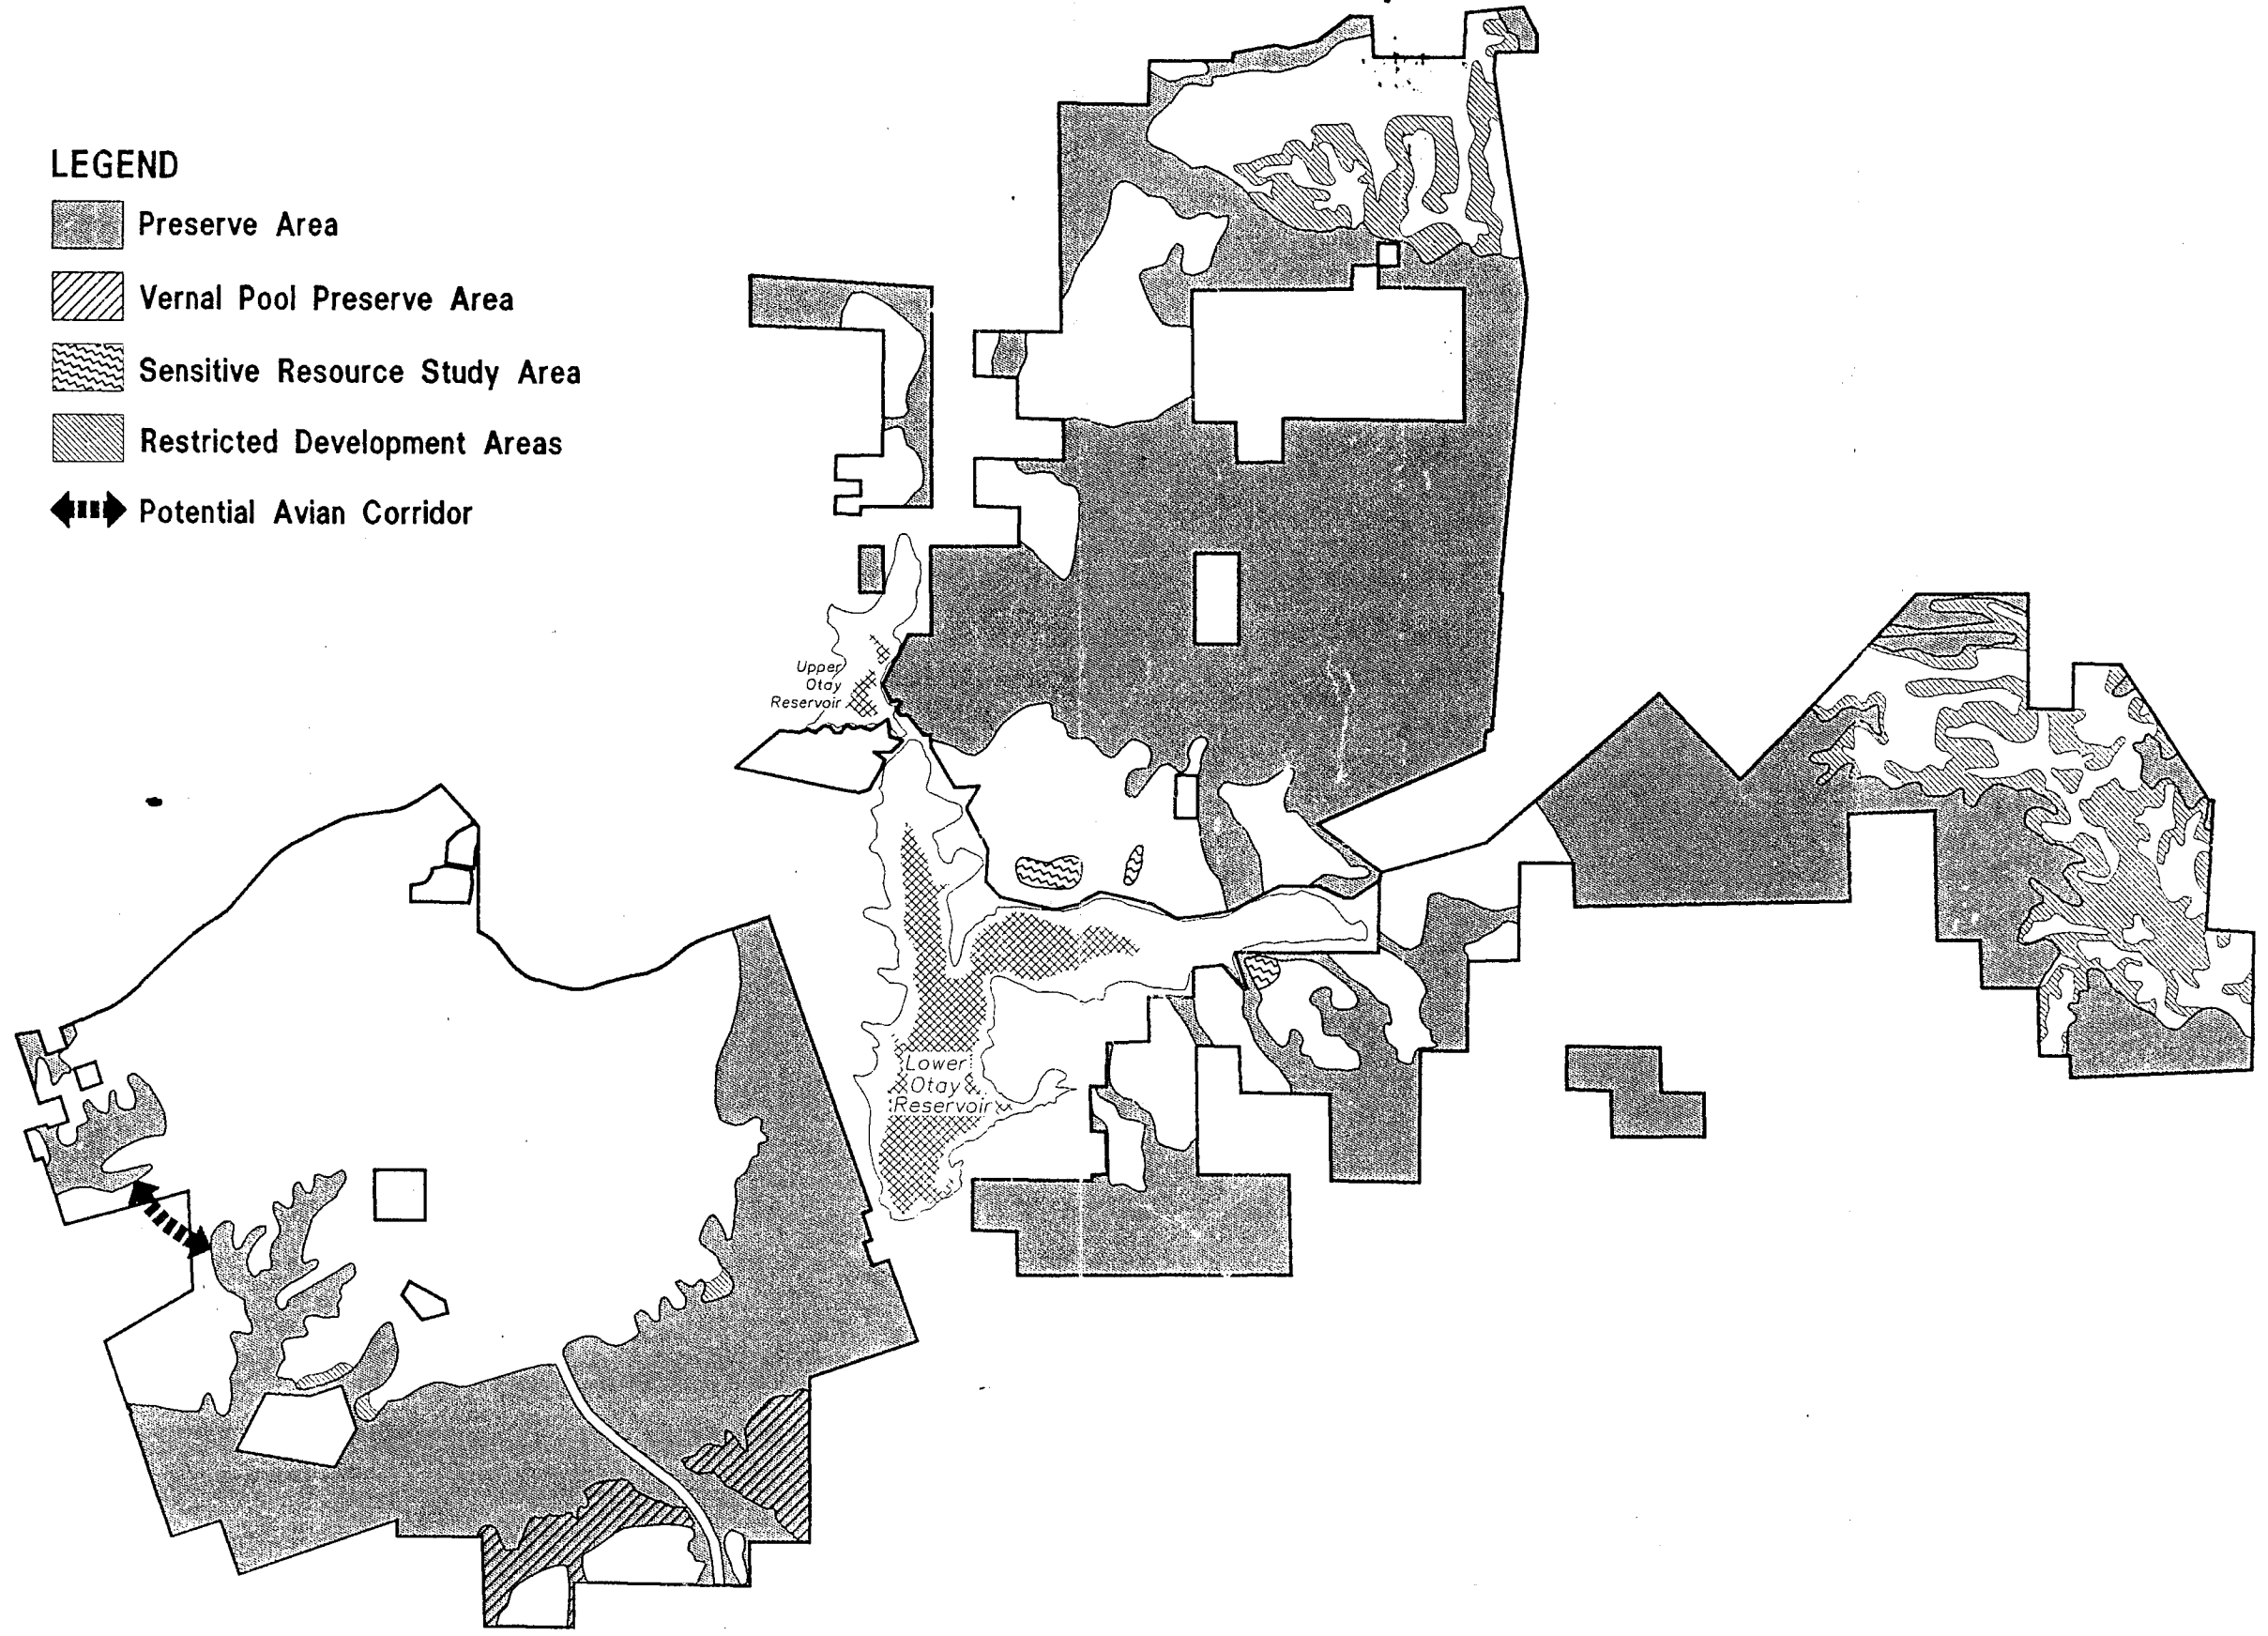 LEGEND
Preserve Area
Vernal Pool Preserve Area
Sensitive Resource Study Area
Restricted Development Areas
Potential Avian Corridor
Upper
Otay
Reservoir
Lower
Otay
Reservoir